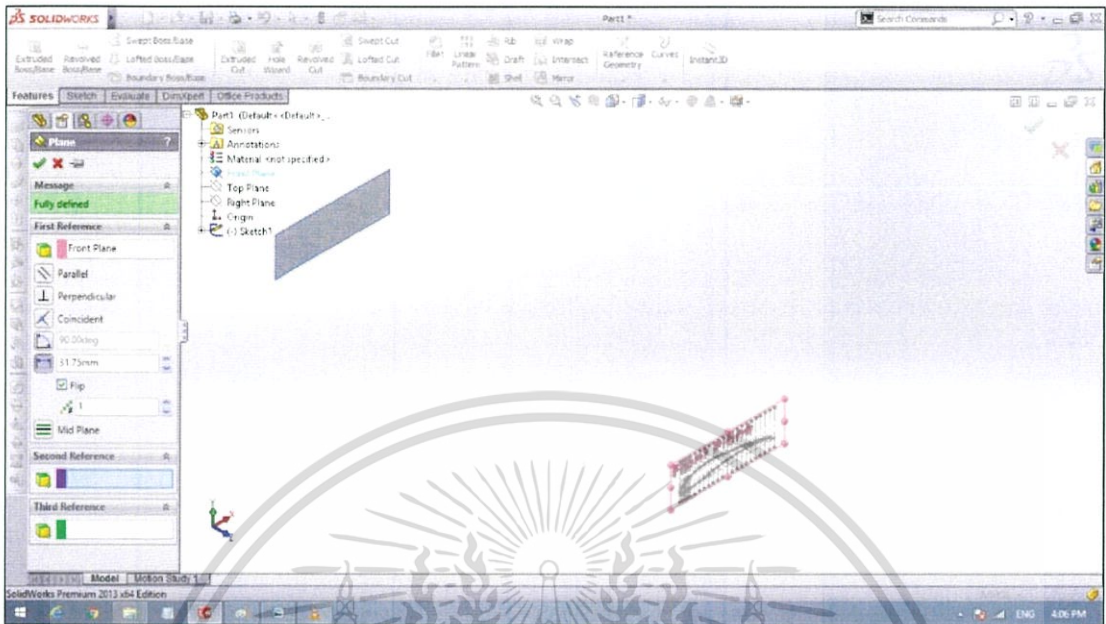 SOLIDWORKS
Part1 *
Search Commands
Extruded Boss/Base
Revolved Boss/Base
Swept Boss/Base
Lofted Boss/Base
Boundary Boss/Base
Extruded Cut
Hole Wizard
Revolved Cut
Swept Cut
Lofted Cut
Boundary Cut
Fillet
Linear Pattern
Rib
Draft
Shell
Wrap
Intersect
Mirror
Reference Geometry
Curves
Instant3D
Features
Sketch
Evaluate
DimXpert
Office Products
Plane
?
Message
Fully defined
First Reference
Front Plane
Parallel
Perpendicular
Coincident
90.00deg
31.75mm
Flip
1
Mid Plane
Second Reference
Third Reference
Part1 (Default<<Default>_...
Sensors
Annotations
Material <not specified>
Front Plane
Top Plane
Right Plane
Origin
(-) Sketch1
Model
Motion Study 1
SolidWorks Premium 2013 x64 Edition
ENG
4:06 PM